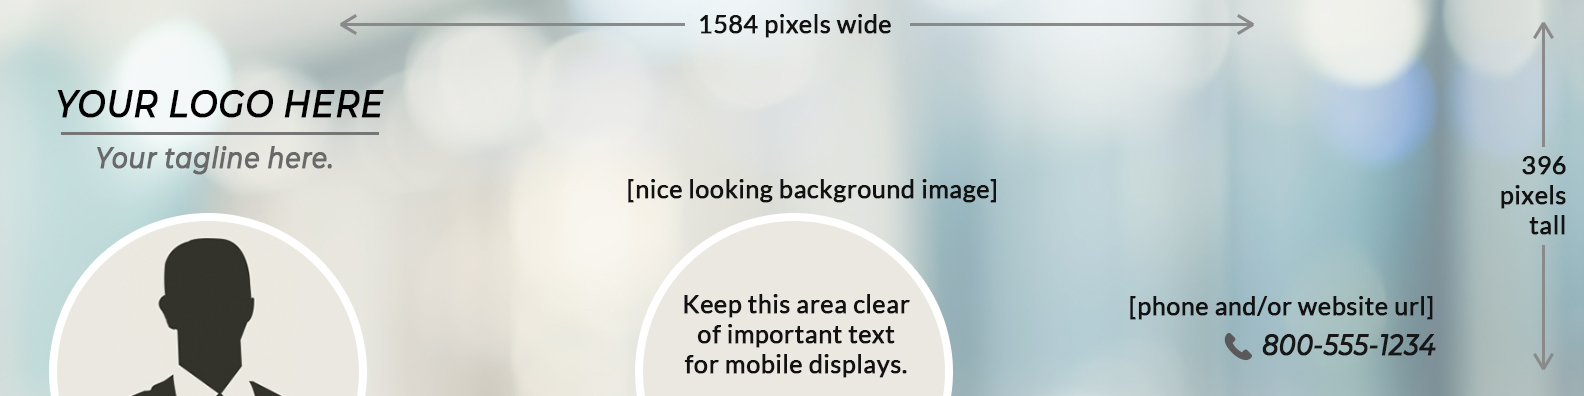 1584 pixels wide
YOUR LOGO HERE
Your tagline here.
[nice looking background image]
396
pixels
tall
Keep this area clear
of important text
for mobile displays.
[phone and/or website url]
800-555-1234